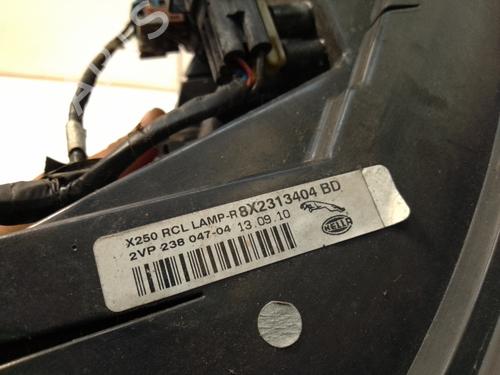 X250 RCL LAMP-R 8X2313404 BD
2VP 238 047-04 13.09.10
HELLA